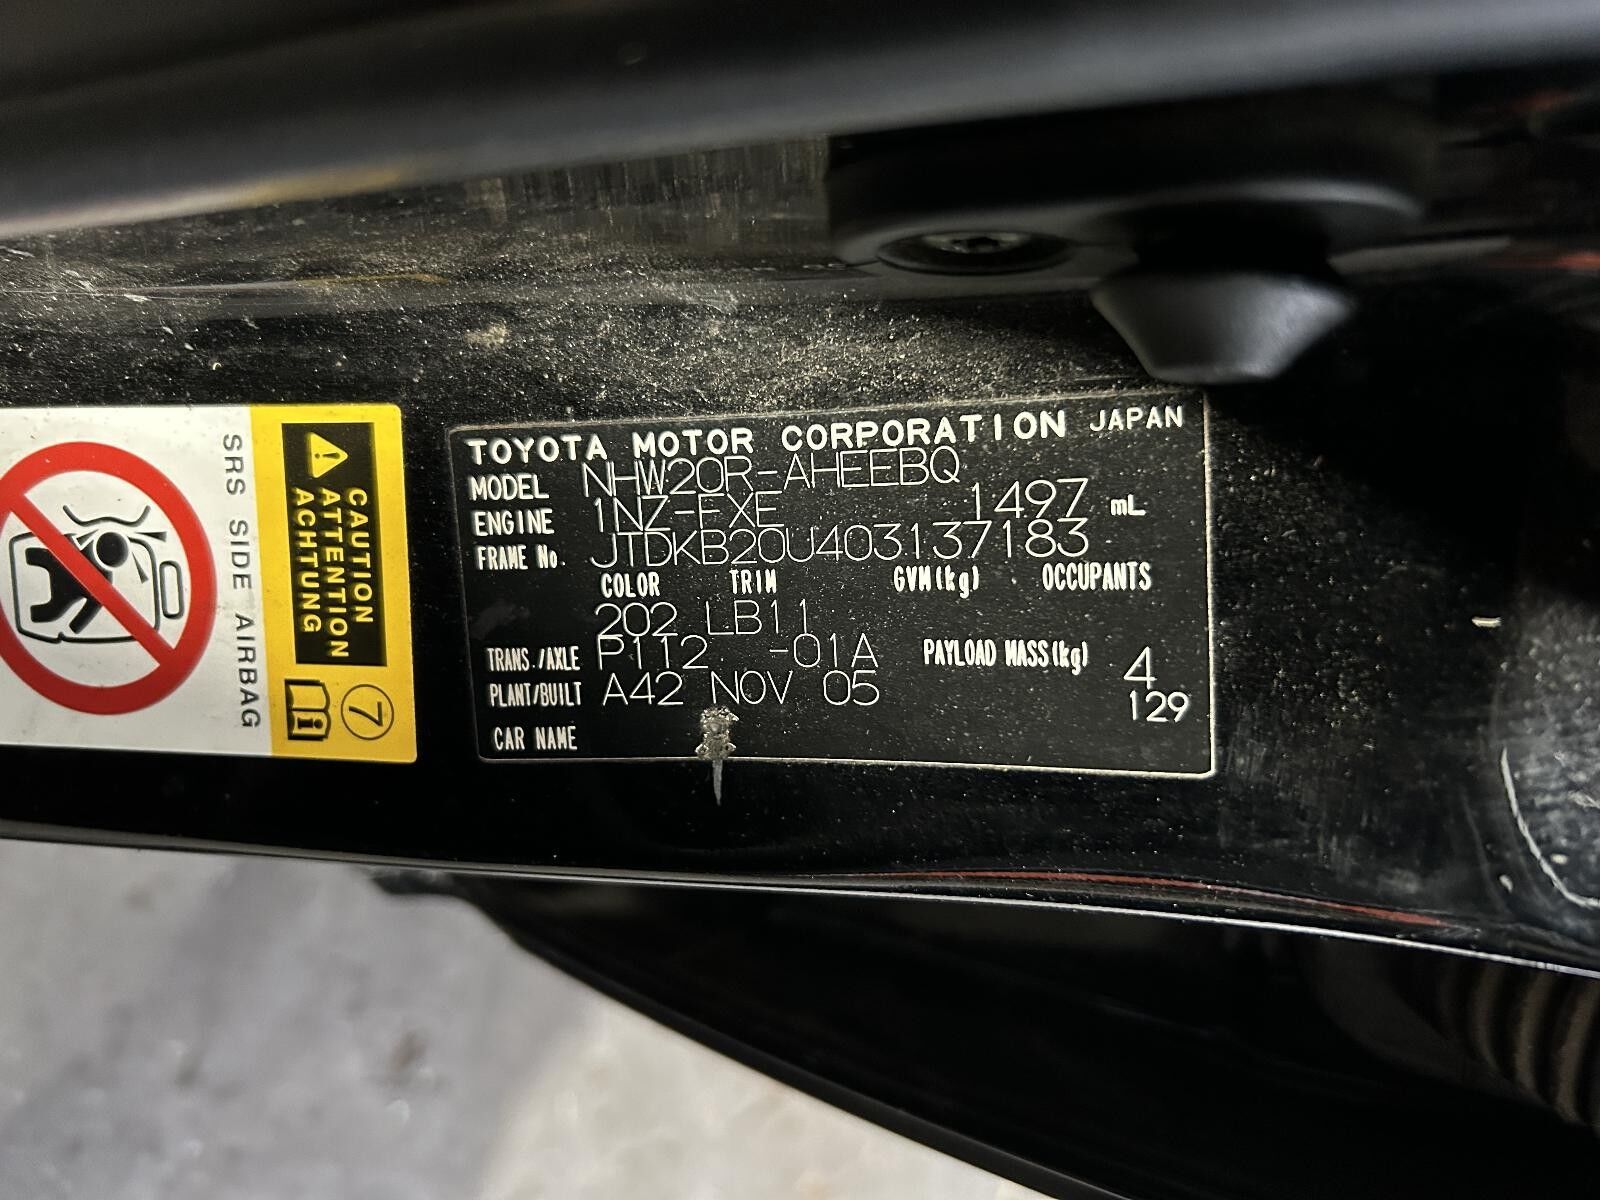 TOYOTA MOTOR CORPORATION JAPAN
MODEL NHW20R-AHEEBQ
ENGINE 1NZ-FXE 1497 mL
FRAME No. JTDKB20U403137183
COLOR TRIM GVM(kg) OCCUPANTS
202 LB11
TRANS./AXLE P112 -01A PAYLOAD MASS(kg) 4
PLANT/BUILT A42 NOV 05 129
CAR NAME
CAUTION
ATTENTION
ACHTUNG
7
i
SRS SIDE AIRBAG